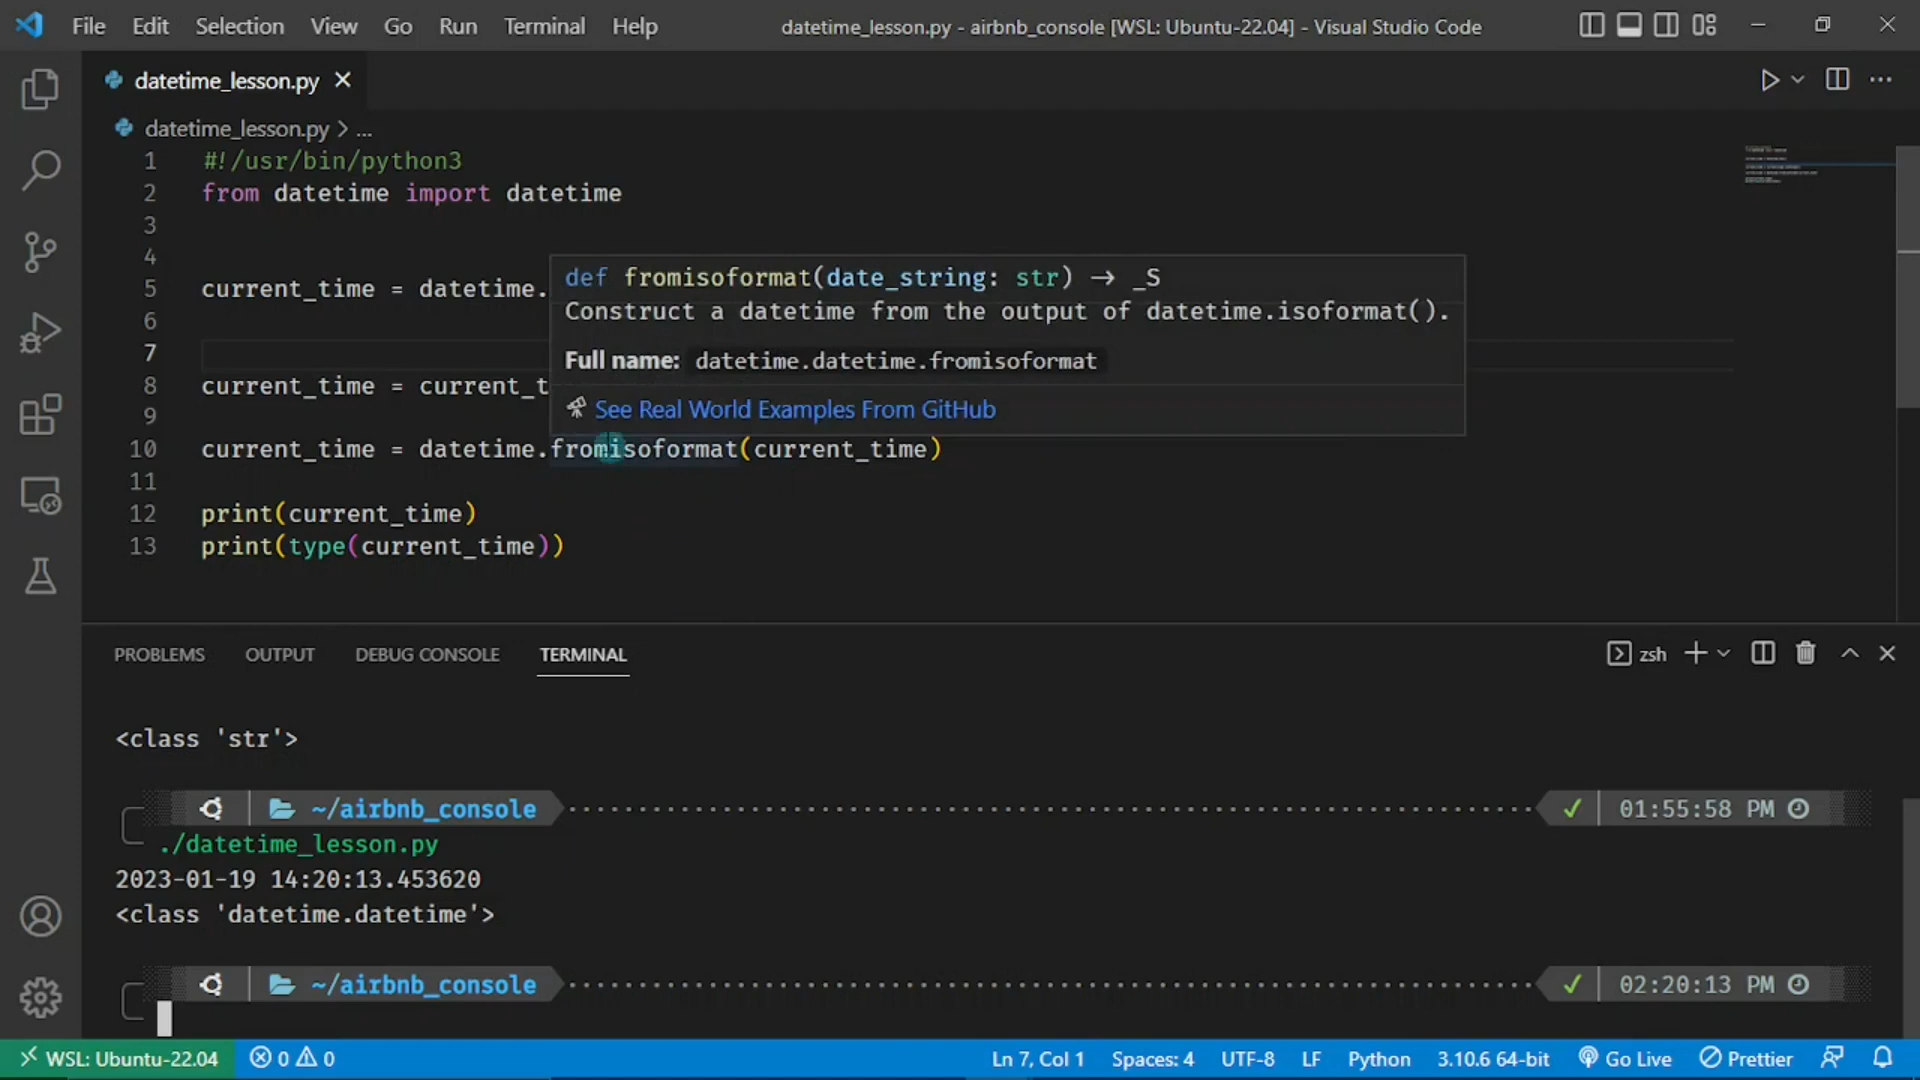 File Edit Selection View Go Run Terminal Help
datetime_lesson.py - airbnb_console [WSL: Ubuntu-22.04] - Visual Studio Code
datetime_lesson.py
datetime_lesson.py > ...
1 #!/usr/bin/python3
2 from datetime import datetime
3
4
5 current_time = datetime.
6
7
8 current_time = current_t
9
10 current_time = datetime.fromisoformat(current_time)
11
12 print(current_time)
13 print(type(current_time))
def fromisoformat(date_string: str) → _S
Construct a datetime from the output of datetime.isoformat().
Full name: datetime.datetime.fromisoformat
See Real World Examples From GitHub
PROBLEMS OUTPUT DEBUG CONSOLE TERMINAL
zsh
<class 'str'>
~/airbnb_console 01:55:58 PM
./datetime_lesson.py
2023-01-19 14:20:13.453620
<class 'datetime.datetime'>
~/airbnb_console 02:20:13 PM
WSL: Ubuntu-22.04 0 0 Ln 7, Col 1 Spaces: 4 UTF-8 LF Python 3.10.6 64-bit Go Live Prettier